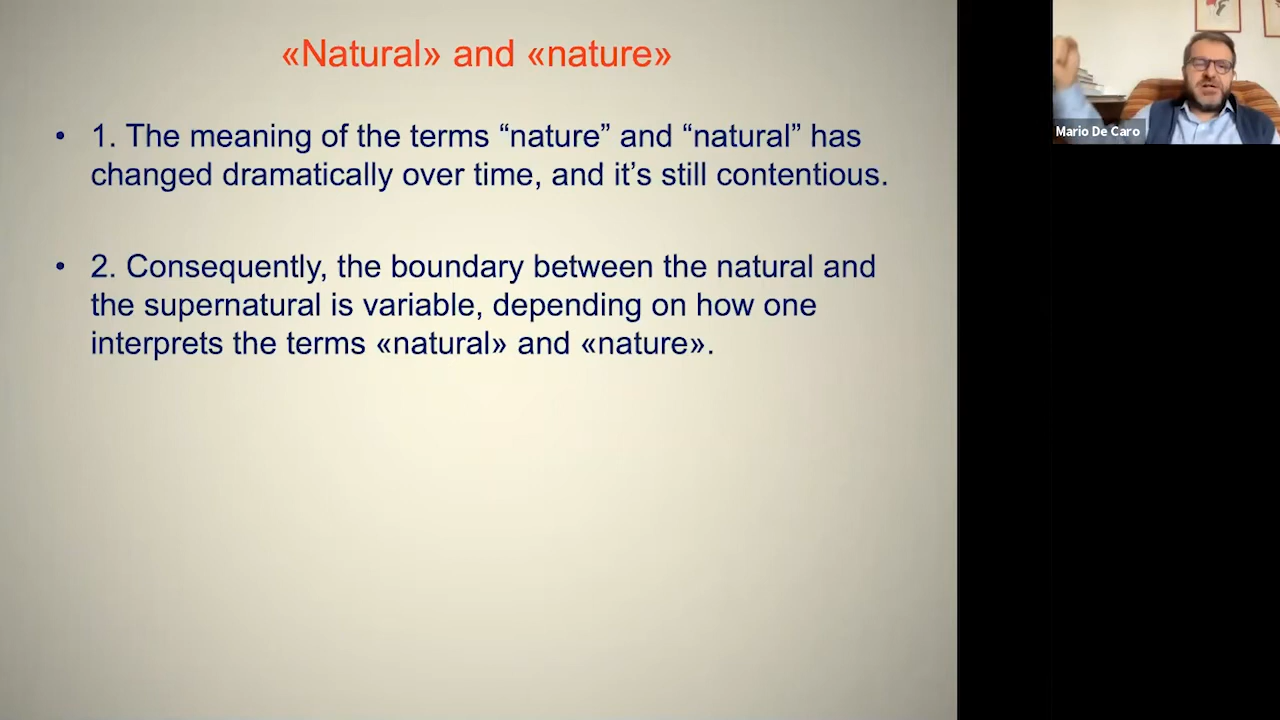 «Natural» and «nature»
• 1. The meaning of the terms “nature” and “natural” has
changed dramatically over time, and it’s still contentious.
• 2. Consequently, the boundary between the natural and
the supernatural is variable, depending on how one
interprets the terms «natural» and «nature».
Mario De Caro